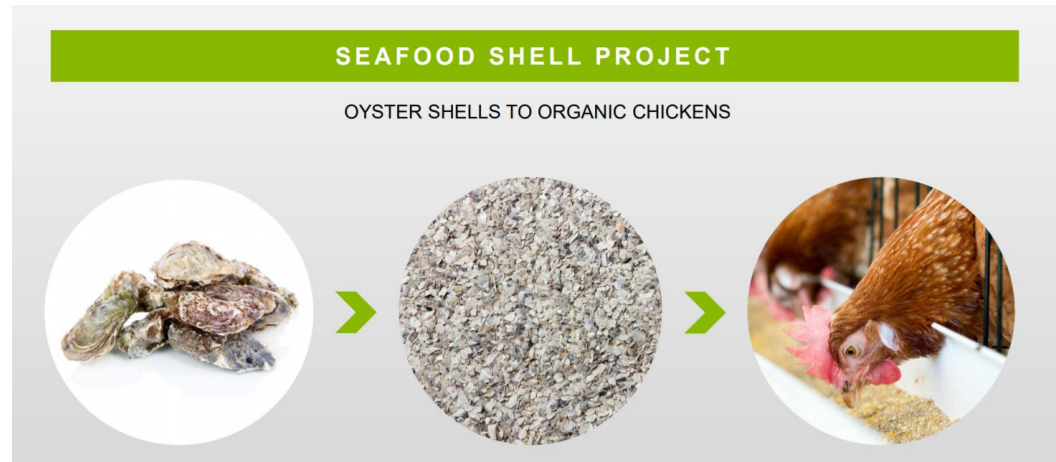 SEAFOOD SHELL PROJECT
OYSTER SHELLS TO ORGANIC CHICKENS